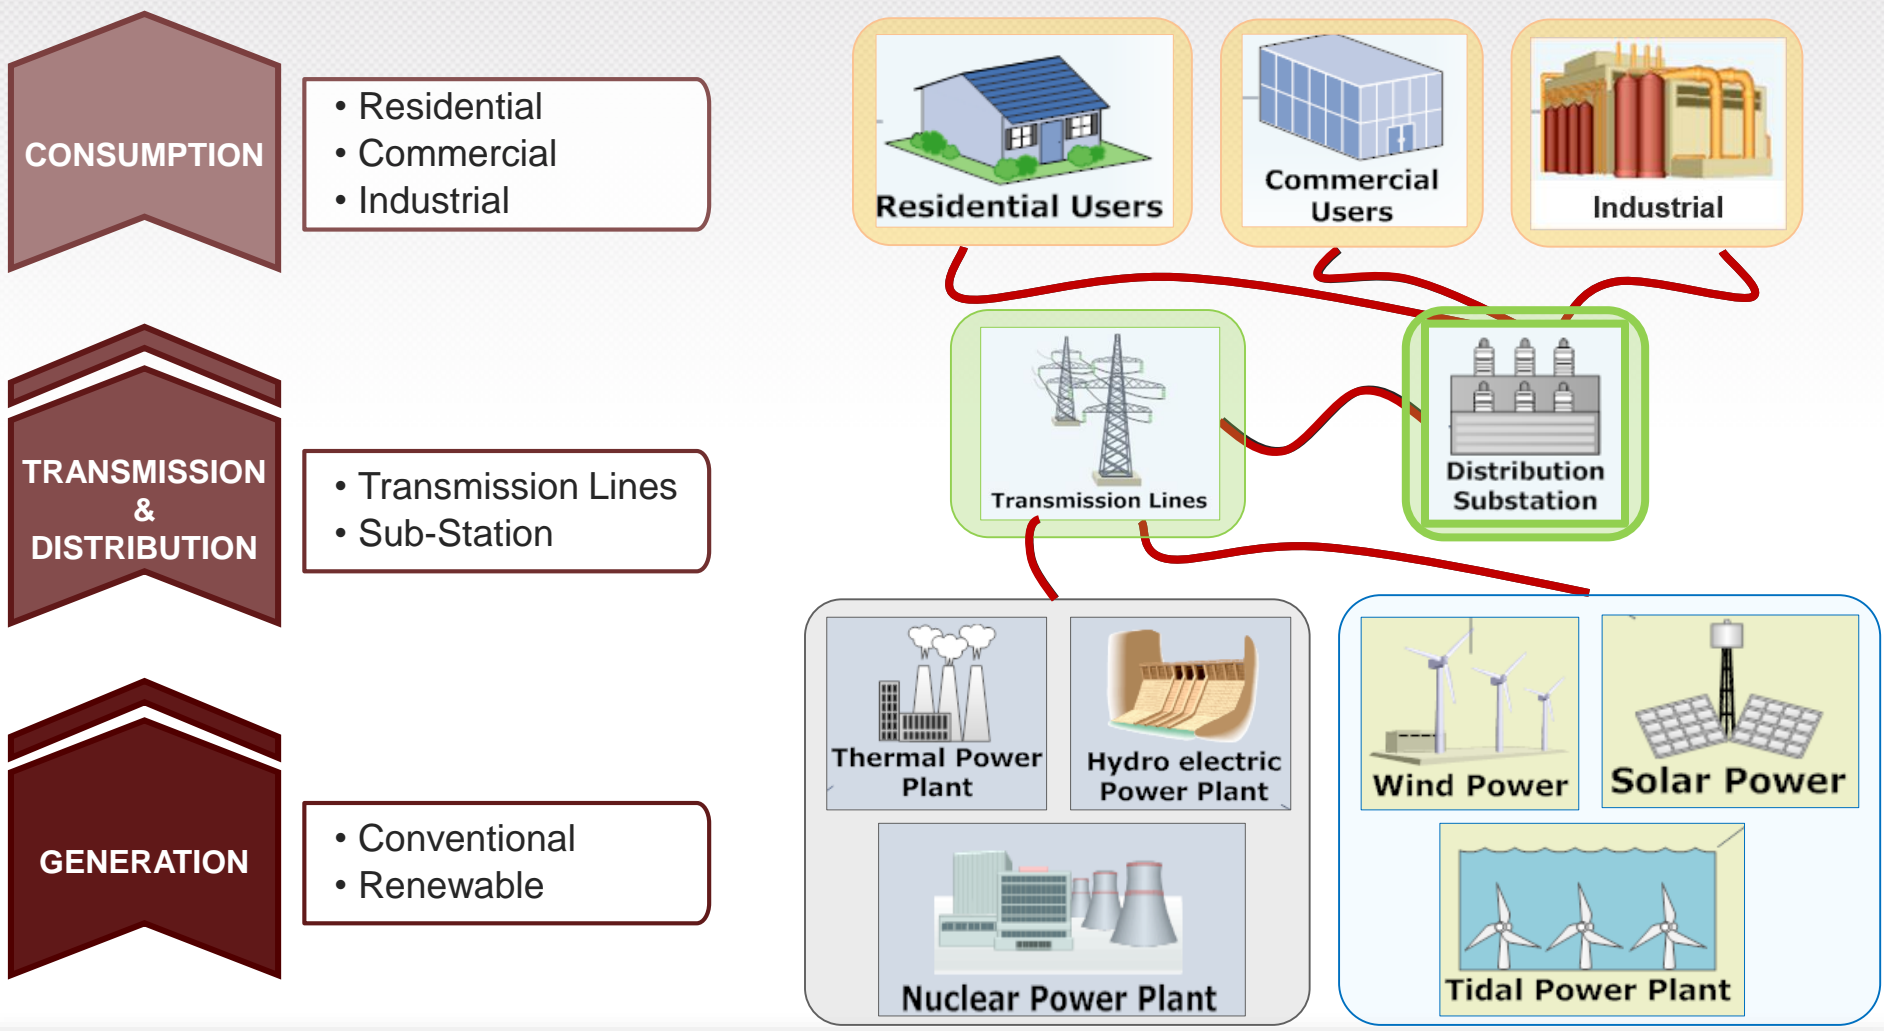 CONSUMPTION
• Residential
• Commercial
• Industrial
Residential Users
Commercial
Users
Industrial
TRANSMISSION
&
DISTRIBUTION
• Transmission Lines
• Sub-Station
Transmission Lines
Distribution
Substation
GENERATION
• Conventional
• Renewable
Thermal Power
Plant
Hydro electric
Power Plant
Nuclear Power Plant
Wind Power
Solar Power
Tidal Power Plant